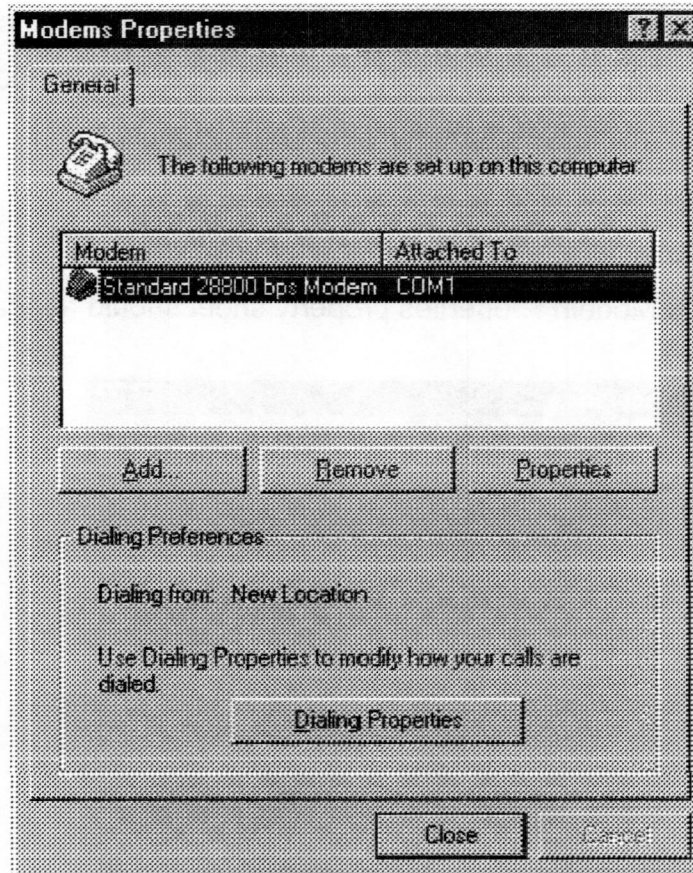 Modems Properties
General
The following modems are set up on this computer
Modem Attached To
Standard 28800 bps Modem COM1
Add... Remove Properties
Dialing Preferences
Dialing from: New Location
Use Dialing Properties to modify how your calls are
dialed.
Dialing Properties
Close Cancel